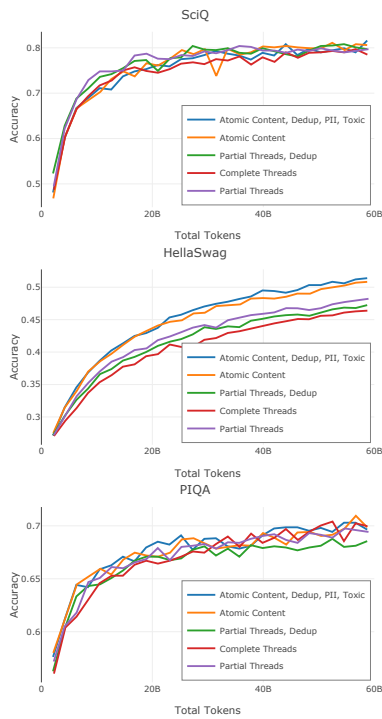 SciQ
0.8
0.7
0.6
0.5
Accuracy
Atomic Content, Dedup, PII, Toxic
Atomic Content
Partial Threads, Dedup
Complete Threads
Partial Threads
0 20B 40B 60B
Total Tokens
HellaSwag
0.5
0.45
0.4
0.35
0.3
Accuracy
Atomic Content, Dedup, PII, Toxic
Atomic Content
Partial Threads, Dedup
Complete Threads
Partial Threads
0 20B 40B 60B
Total Tokens
PIQA
0.7
0.65
0.6
Accuracy
Atomic Content, Dedup, PII, Toxic
Atomic Content
Partial Threads, Dedup
Complete Threads
Partial Threads
0 20B 40B 60B
Total Tokens